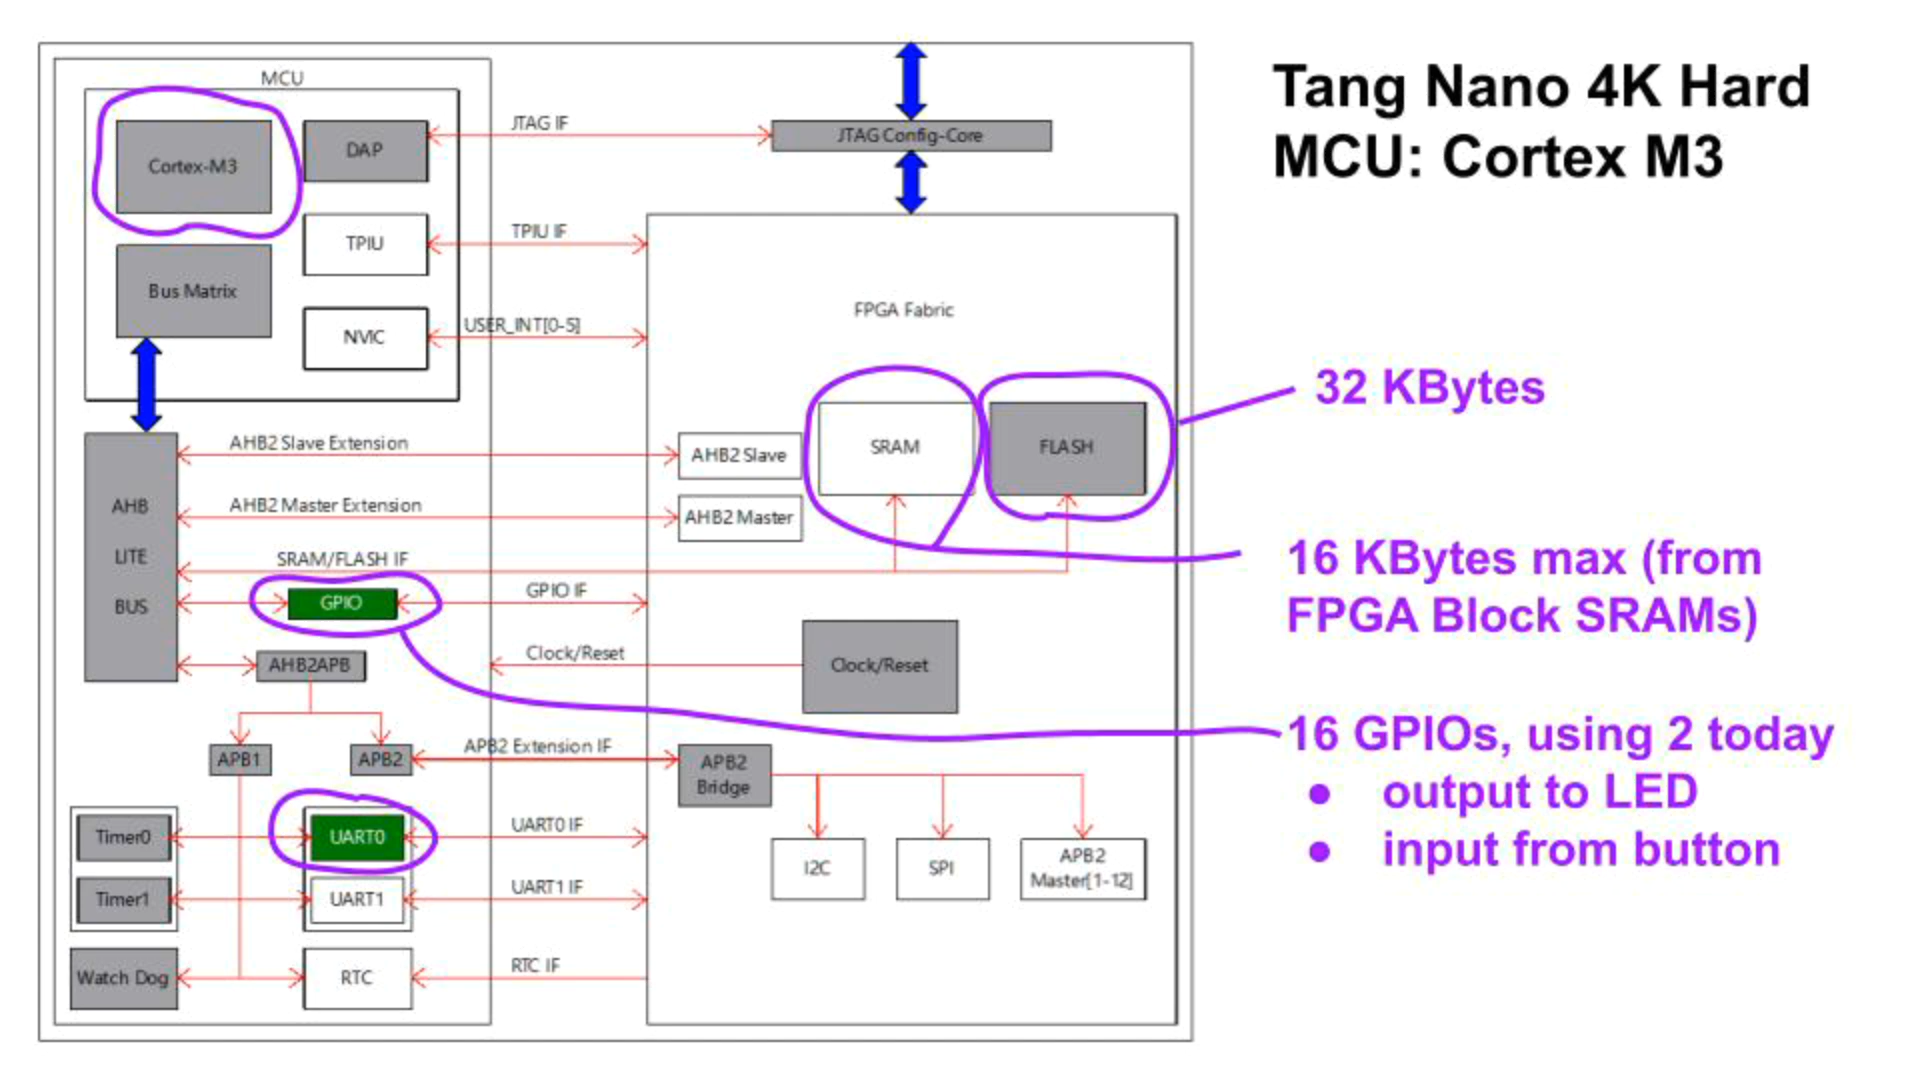 Tang Nano 4K Hard
MCU: Cortex M3
MCU
Cortex-M3
DAP
JTAG IF
JTAG Config-Core
TPIU
TPIU IF
Bus Matrix
NVIC
USER_INT[0-5]
FPGA Fabric
32 KBytes
AHB2 Slave Extension
AHB2 Slave
SRAM
FLASH
AHB
LITE
BUS
AHB2 Master Extension
AHB2 Master
SRAM/FLASH IF
16 KBytes max (from
FPGA Block SRAMs)
GPIO
GPIO IF
AHB2APB
Clock/Reset
Clock/Reset
16 GPIOs, using 2 today
● output to LED
● input from button
APB1
APB2
APB2 Extension IF
APB2
Bridge
Timer0
UART0
UART0 IF
I2C
SPI
APB2
Master[1-12]
Timer1
UART1
UART1 IF
Watch Dog
RTC
RTC IF